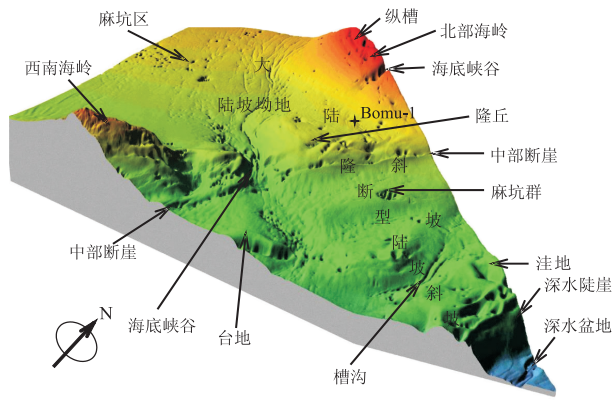 麻坑区
纵槽
北部海岭
西南海岭
海底峡谷
大
陆坡坳地
陆
Bomu-1
隆丘
隆
斜
中部断崖
断
麻坑群
型
坡
陆
中部断崖
坡
洼地
斜
深水陡崖
坡
N
海底峡谷
台地
深水盆地
槽沟